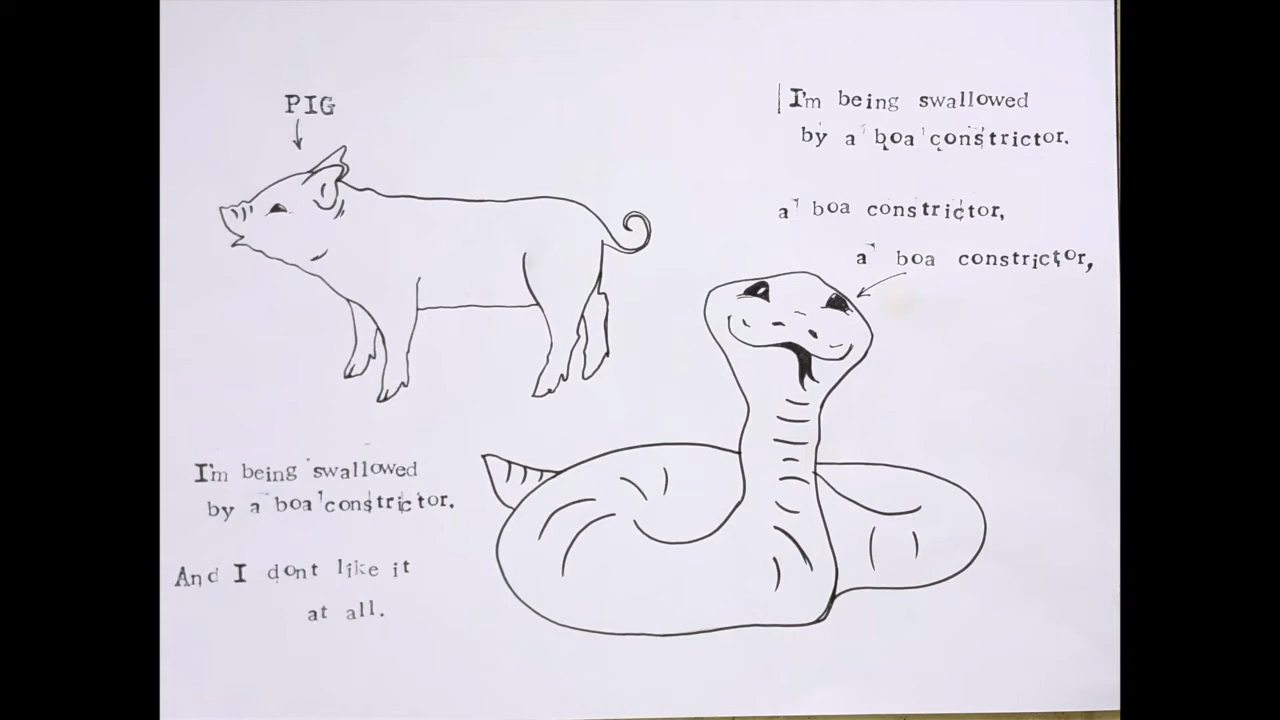 PIG
I'm being swallowed
by a boa constrictor.
a boa constrictor,
a boa constrictor,
I'm being swallowed
by a boa constrictor.
And I dont like it
at all.